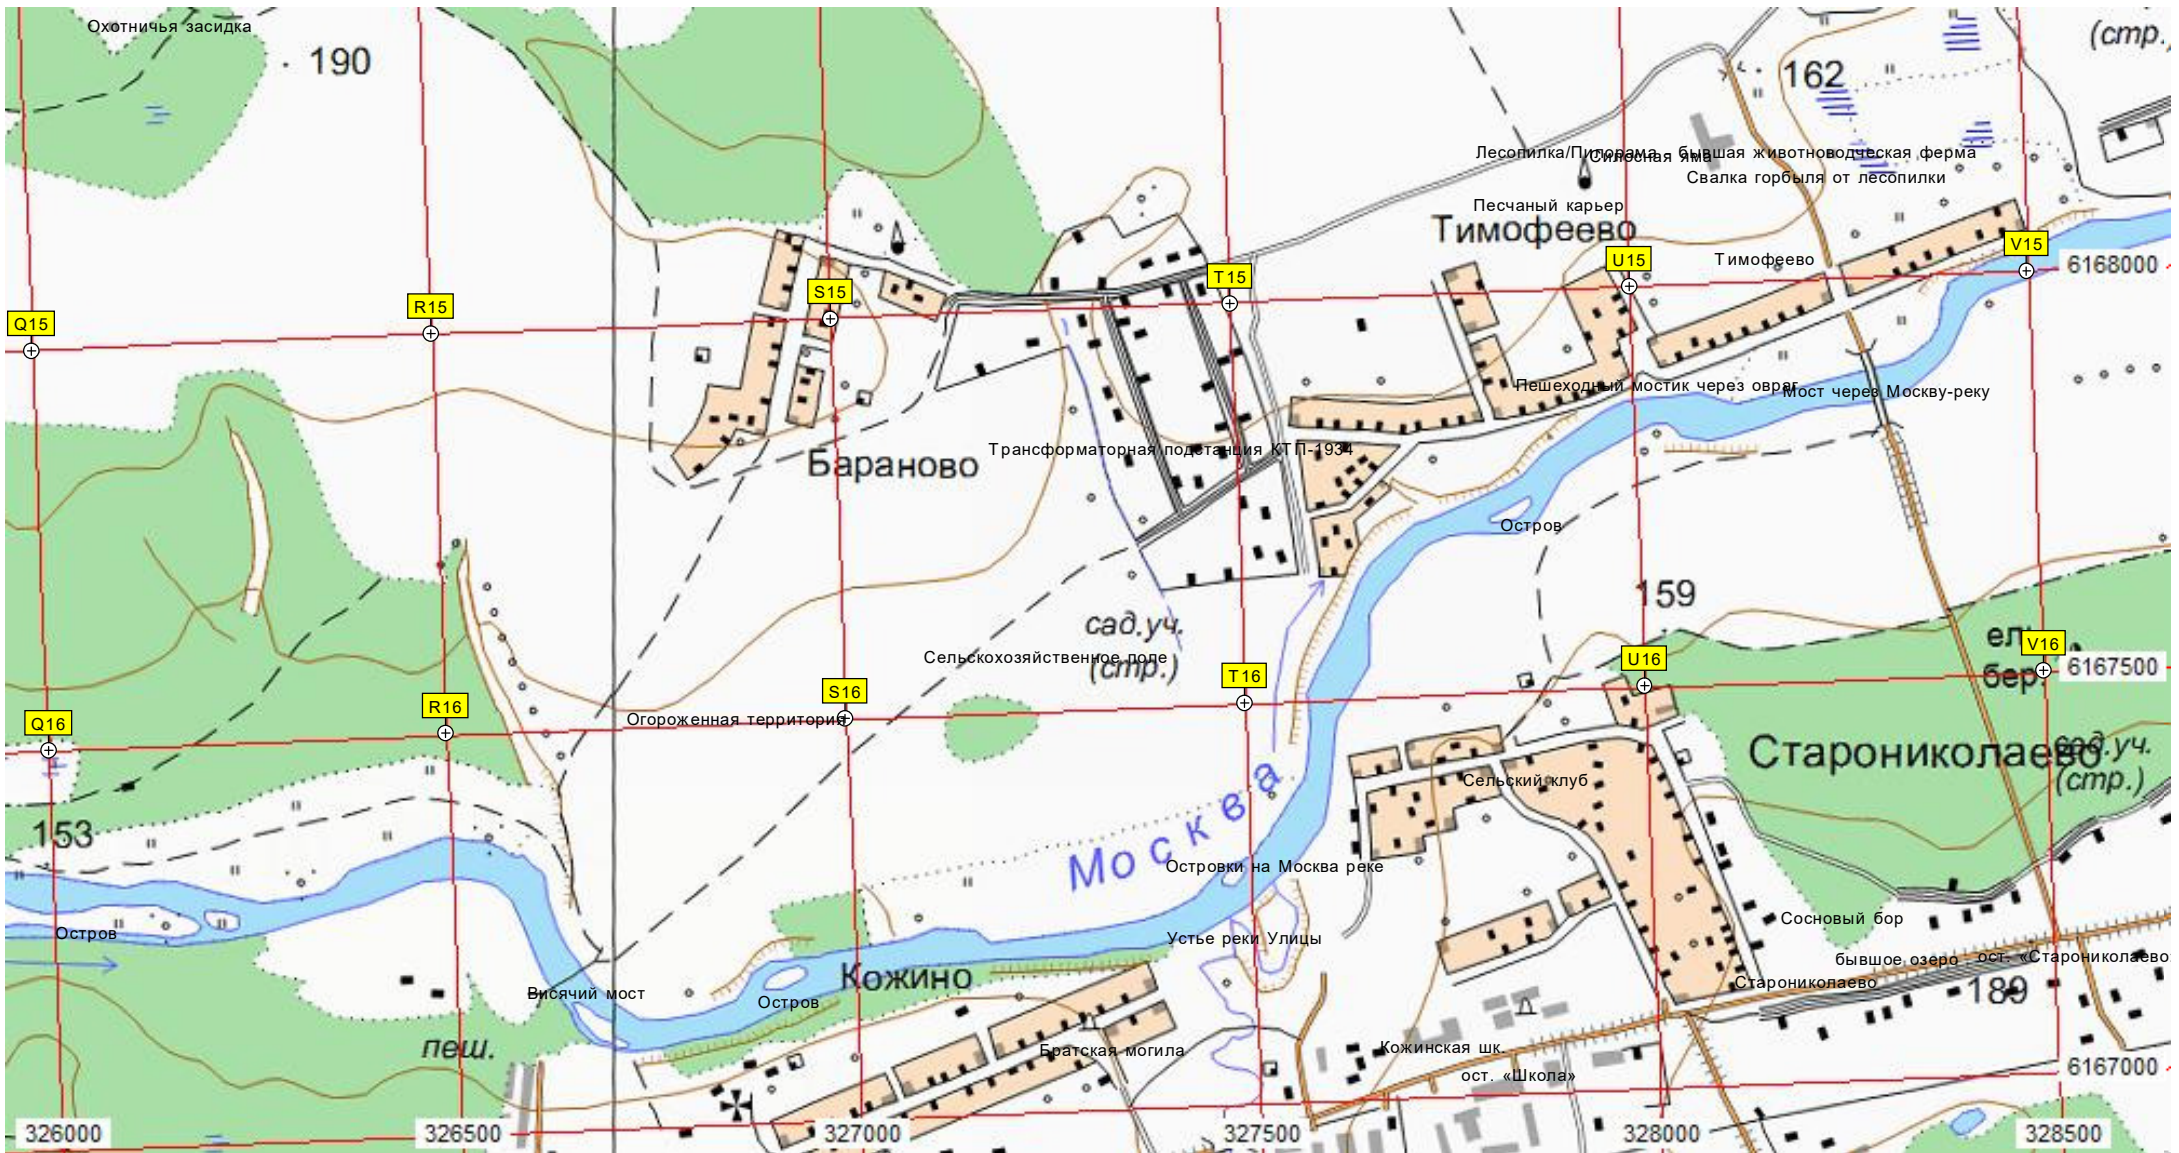 Охотничья засидка
190
(стр.)
162
Лесопилка/Пилорама - бывшая животноводческая ферма
Силосная яма
Свалка горбыля от лесопилки
Песчаный карьер
Тимофеево
Тимофеево
V15
U15
6168000
T15
S15
R15
Q15
Пешеходный мостик через овраг
Мост через Москву-реку
Трансформаторная подстанция КТП-1934
Бараново
Остров
159
сад.уч.
(стр.)
Сельскохозяйственное поле
ель
бер.
V16
6167500
U16
T16
S16
R16
Q16
Огороженная территория
Старониколаево
сад.уч.
(стр.)
Сельский клуб
Москва
153
Островки на Москва реке
Сосновый бор
Остров
Устье реки Улицы
бывшое озеро
ост. «Старониколаево
Кожино
Старониколаево
189
Висячий мост
Остров
пеш.
Братская могила
Кожинская шк.
ост. «Школа»
6167000
326000
326500
327000
327500
328000
328500